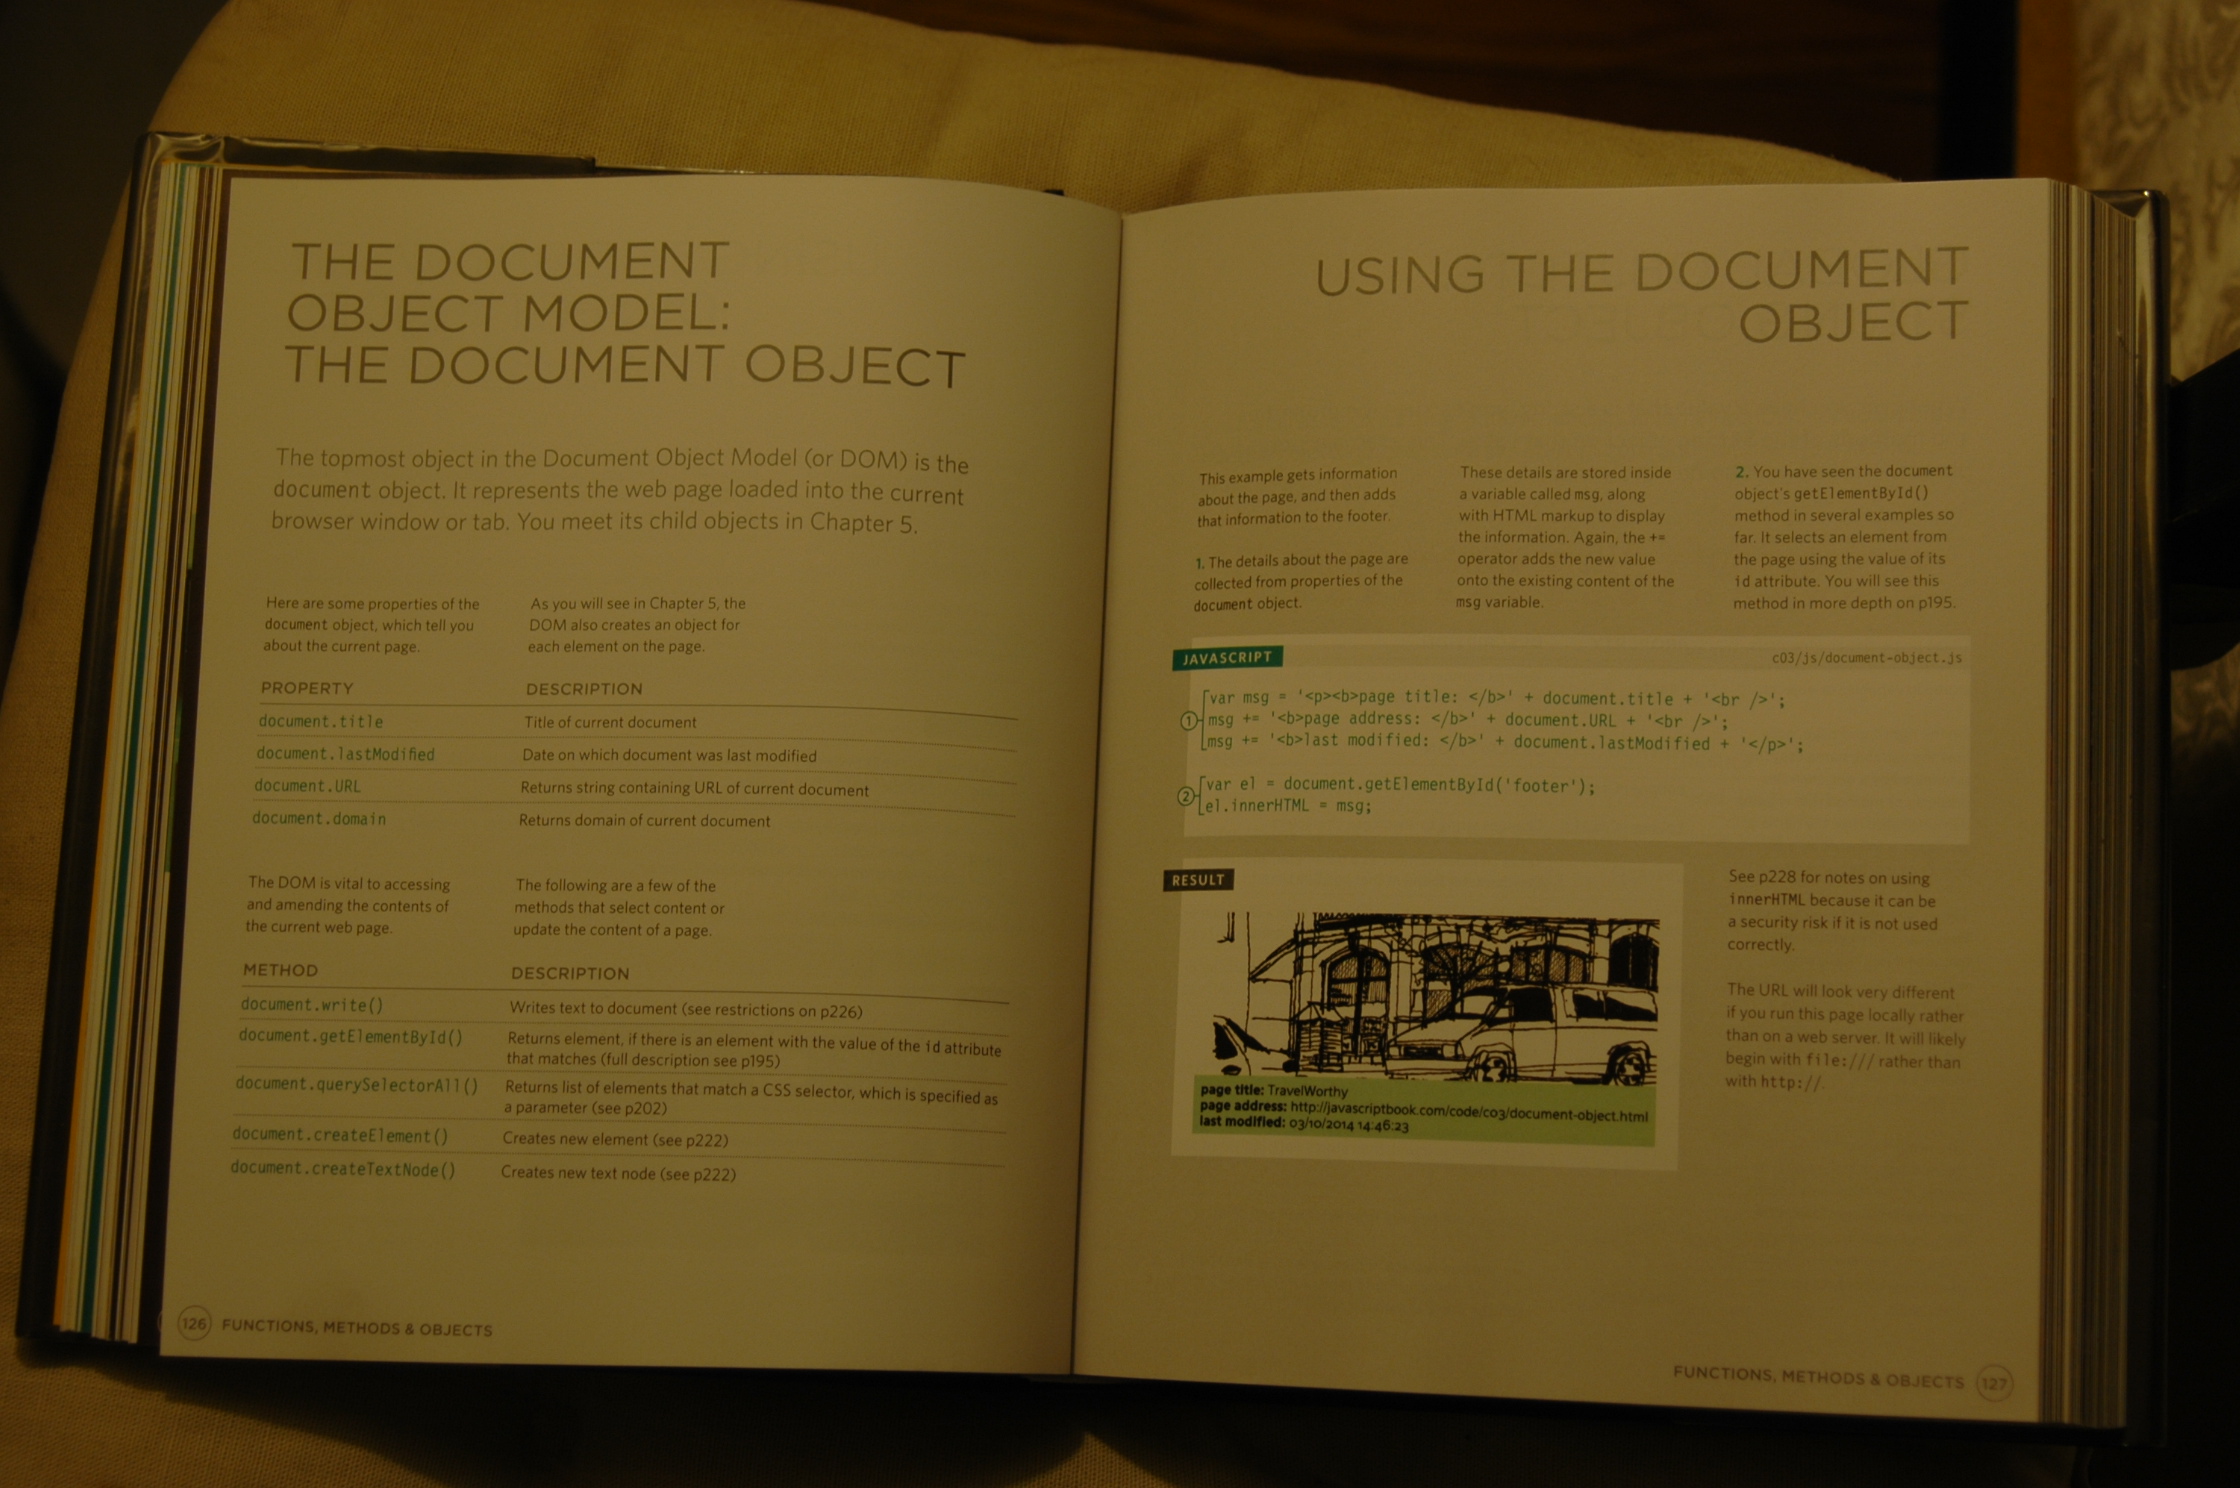 THE DOCUMENT
OBJECT MODEL:
THE DOCUMENT OBJECT
The topmost object in the Document Object Model (or DOM) is the
document object. It represents the web page loaded into the current
browser window or tab. You meet its child objects in Chapter 5.
Here are some properties of the
document object, which tell you
about the current page.
As you will see in Chapter 5, the
DOM also creates an object for
each element on the page.
PROPERTY DESCRIPTION
document.title Title of current document
document.lastModified Date on which document was last modified
document.URL Returns string containing URL of current document
document.domain Returns domain of current document
The DOM is vital to accessing
and amending the contents of
the current web page.
The following are a few of the
methods that select content or
update the content of a page.
METHOD DESCRIPTION
document.write() Writes text to document (see restrictions on p226)
document.getElementById() Returns element, if there is an element with the value of the id attribute
that matches (full description see p195)
document.querySelectorAll() Returns list of elements that match a CSS selector, which is specified as
a parameter (see p202)
document.createElement() Creates new element (see p222)
document.createTextNode() Creates new text node (see p222)
126 FUNCTIONS, METHODS & OBJECTS
USING THE DOCUMENT
OBJECT
This example gets information
about the page, and then adds
that information to the footer.
1. The details about the page are
collected from properties of the
document object.
These details are stored inside
a variable called msg, along
with HTML markup to display
the information. Again, the +=
operator adds the new value
onto the existing content of the
msg variable.
2. You have seen the document
object's getElementById()
method in several examples so
far. It selects an element from
the page using the value of its
id attribute. You will see this
method in more depth on p195.
JAVASCRIPT c03/js/document-object.js
var msg = '<p><b>page title: </b>' + document.title + '<br />';
1 msg += '<b>page address: </b>' + document.URL + '<br />';
msg += '<b>last modified: </b>' + document.lastModified + '</p>';
2 var el = document.getElementById('footer');
el.innerHTML = msg;
RESULT
page title: TravelWorthy
page address: http://javascriptbook.com/code/c03/document-object.html
last modified: 03/10/2014 14:46:23
See p228 for notes on using
innerHTML because it can be
a security risk if it is not used
correctly.
The URL will look very different
if you run this page locally rather
than on a web server. It will likely
begin with file:/// rather than
with http://.
FUNCTIONS, METHODS & OBJECTS 127